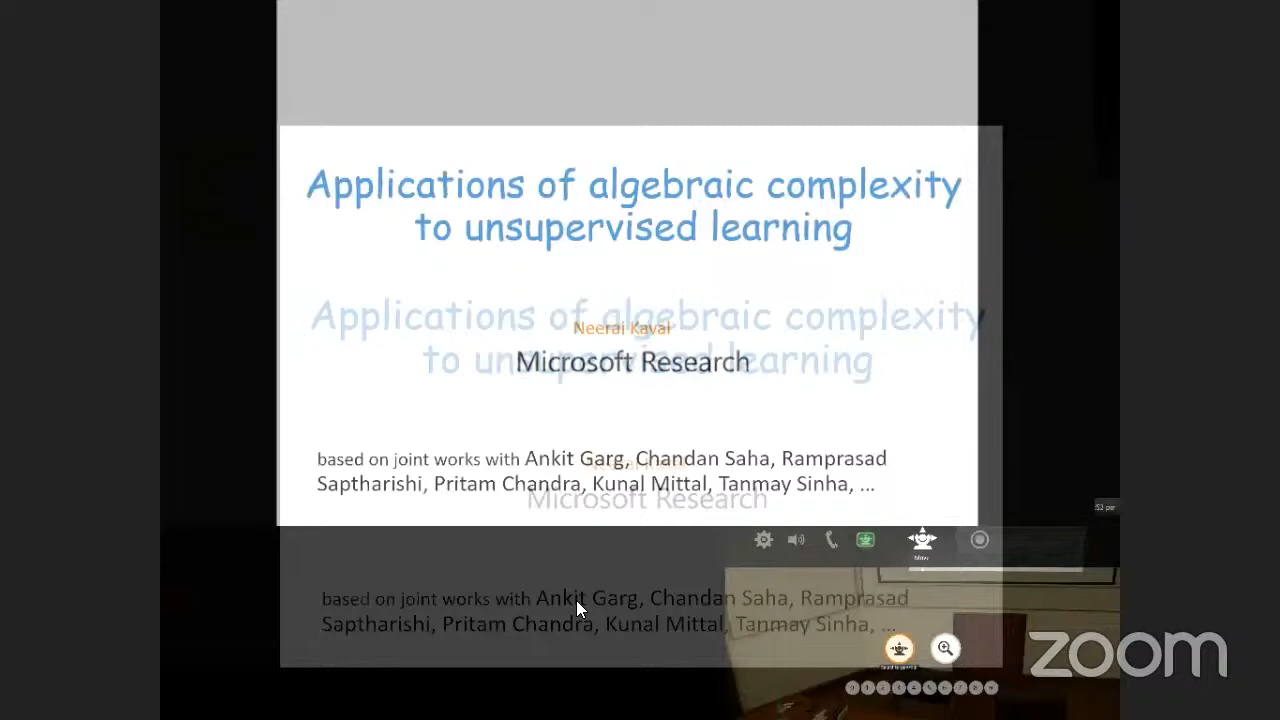 Applications of algebraic complexity
to unsupervised learning
Applications of algebraic complexity
Neeraj Kayal
to unsupervised learning
Microsoft Research
based on joint works with Ankit Garg, Chandan Saha, Ramprasad
Saptharishi, Pritam Chandra, Kunal Mittal, Tanmay Sinha, ...
Microsoft Research
based on joint works with Ankit Garg, Chandan Saha, Ramprasad
Saptharishi, Pritam Chandra, Kunal Mittal, Tanmay Sinha, ...
zoom